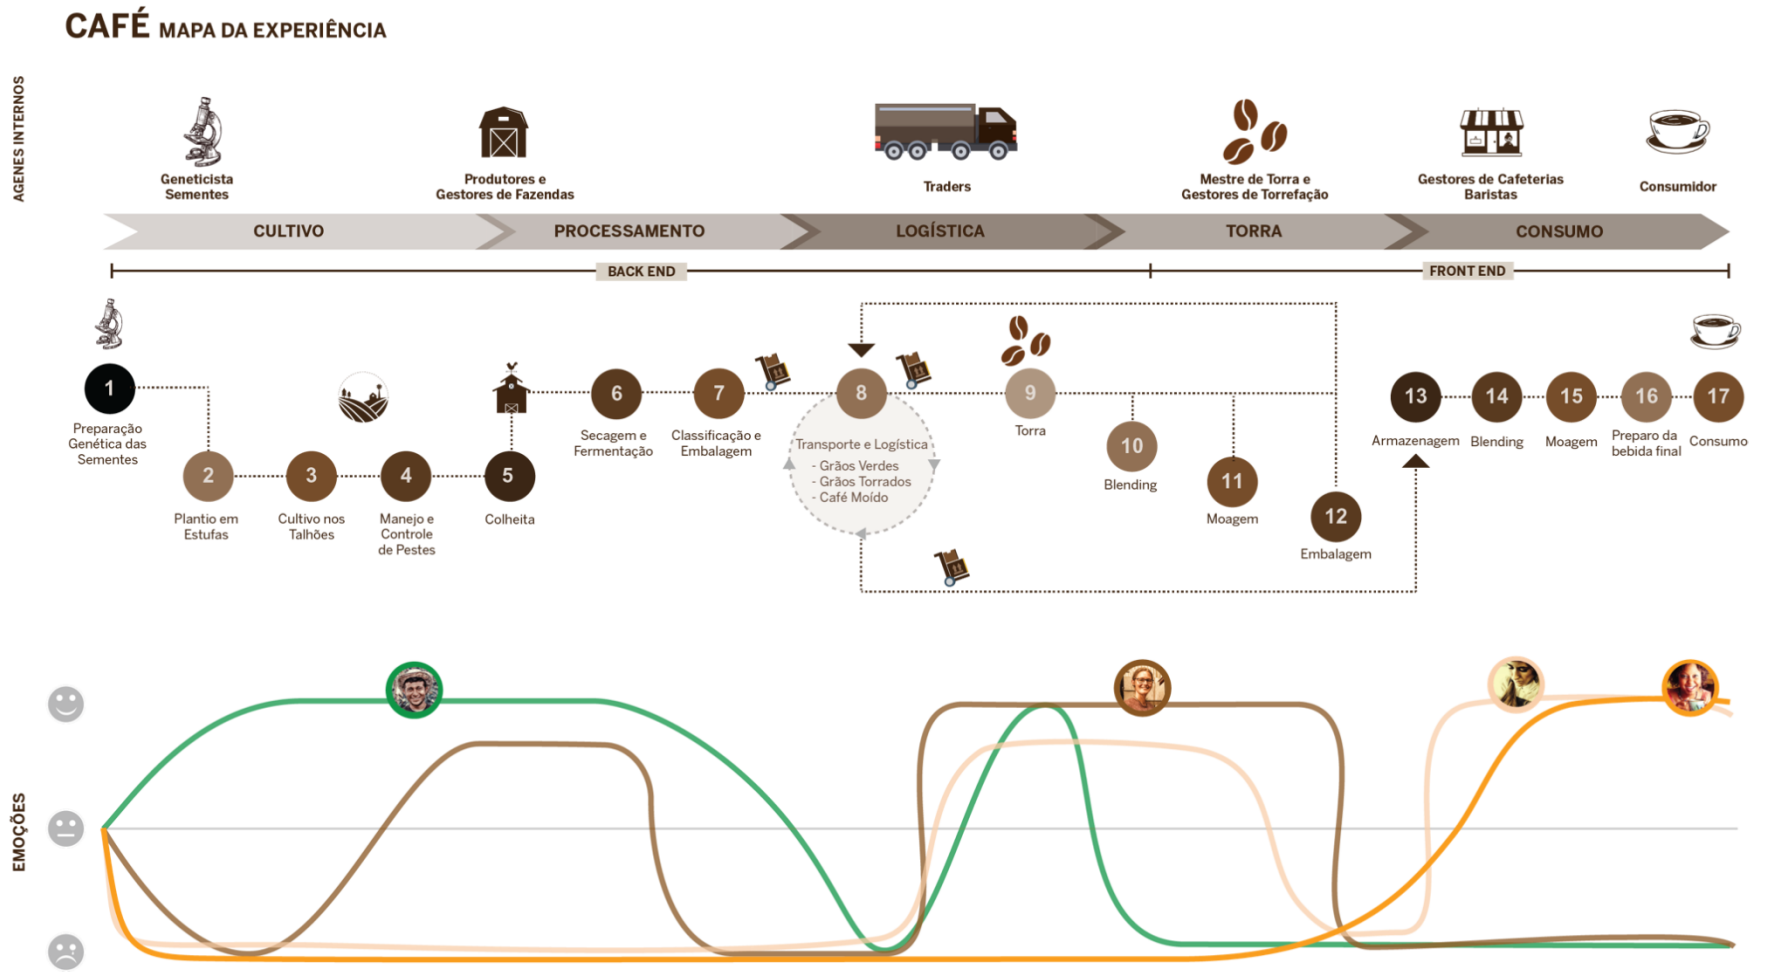 CAFÉ MAPA DA EXPERIÊNCIA
AGENES INTERNOS
Geneticista
Sementes
Produtores e
Gestores de Fazendas
Traders
Mestre de Torra e
Gestores de Torrefação
Gestores de Cafeterias
Baristas
Consumidor
CULTIVO
PROCESSAMENTO
LOGÍSTICA
TORRA
CONSUMO
BACK END
FRONT END
1
Preparação
Genética das
Sementes
2
Plantio em
Estufas
3
Cultivo nos
Talhões
4
Manejo e
Controle
de Pestes
5
Colheita
6
Secagem e
Fermentação
7
Classificação e
Embalagem
8
Transporte e Logística
- Grãos Verdes
- Grãos Torrados
- Café Moído
9
Torra
10
Blending
11
Moagem
12
Embalagem
13
Armazenagem
14
Blending
15
Moagem
16
Preparo da
bebida final
17
Consumo
EMOÇÕES